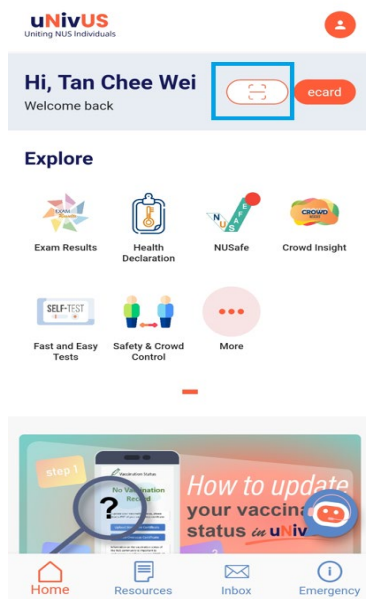 uNivUS
Uniting NUS Individuals
Hi, Tan Chee Wei
Welcome back
ecard
Explore
EXAM
CROWD
Exam Results
Health
Declaration
NUSafe
Crowd Insight
SELF-TEST
Fast and Easy
Tests
Safety & Crowd
Control
More
step 1
Vaccination Status
No Vaccination
Record
?
How to update
your vaccina
status in uNiv
Home
Resources
Inbox
Emergency